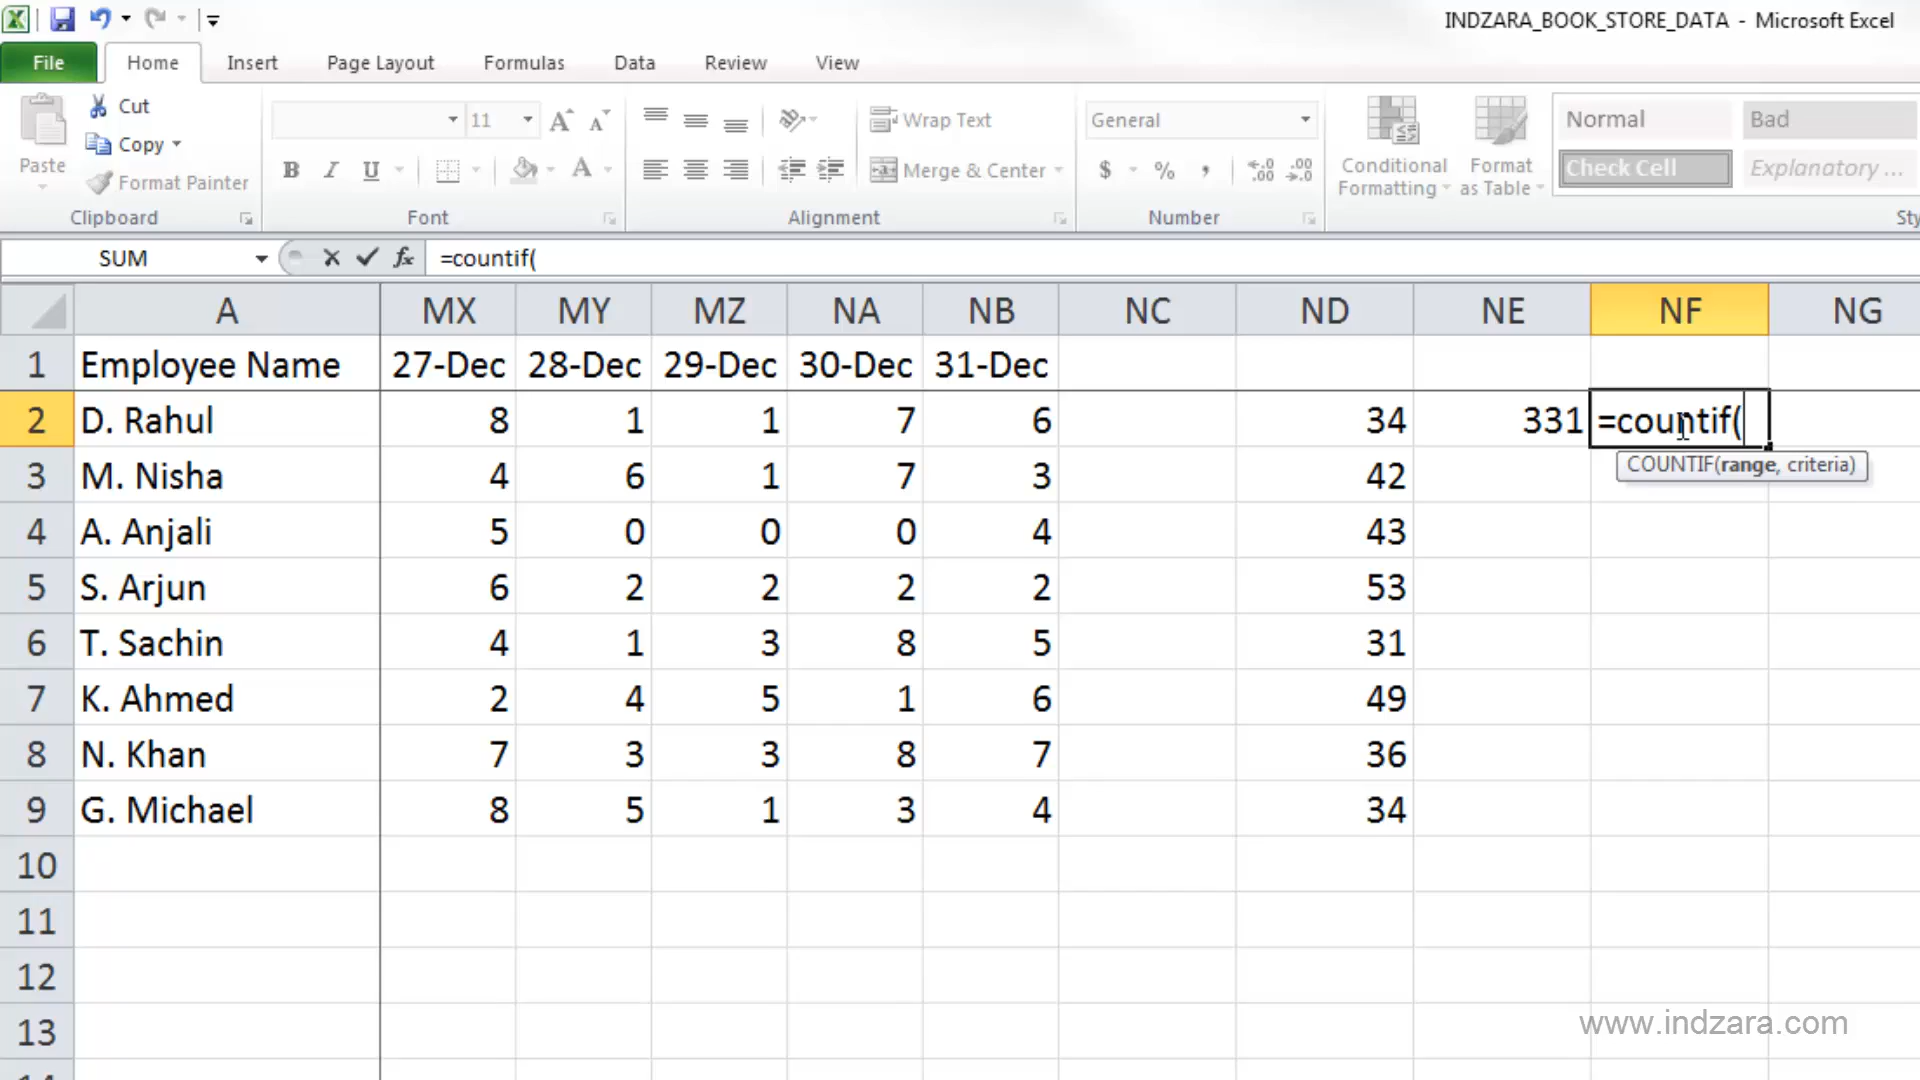 INDZARA_BOOK_STORE_DATA - Microsoft Excel
File Home Insert Page Layout Formulas Data Review View
Paste
Cut
Copy
Format Painter
Clipboard
11
A A
B I U A
Font
Wrap Text
Merge & Center
Alignment
General
$ % ,
Number
Conditional Formatting
Format as Table
Normal Bad
Check Cell Explanatory ...
Sty
SUM fx =countif(
A MX MY MZ NA NB NC ND NE NF NG
1 Employee Name 27-Dec 28-Dec 29-Dec 30-Dec 31-Dec
2 D. Rahul 8 1 1 7 6 34 331 =countif(
COUNTIF(range, criteria)
3 M. Nisha 4 6 1 7 3 42
4 A. Anjali 5 0 0 0 4 43
5 S. Arjun 6 2 2 2 2 53
6 T. Sachin 4 1 3 8 5 31
7 K. Ahmed 2 4 5 1 6 49
8 N. Khan 7 3 3 8 7 36
9 G. Michael 8 5 1 3 4 34
10
11
12
13
www.indzara.com